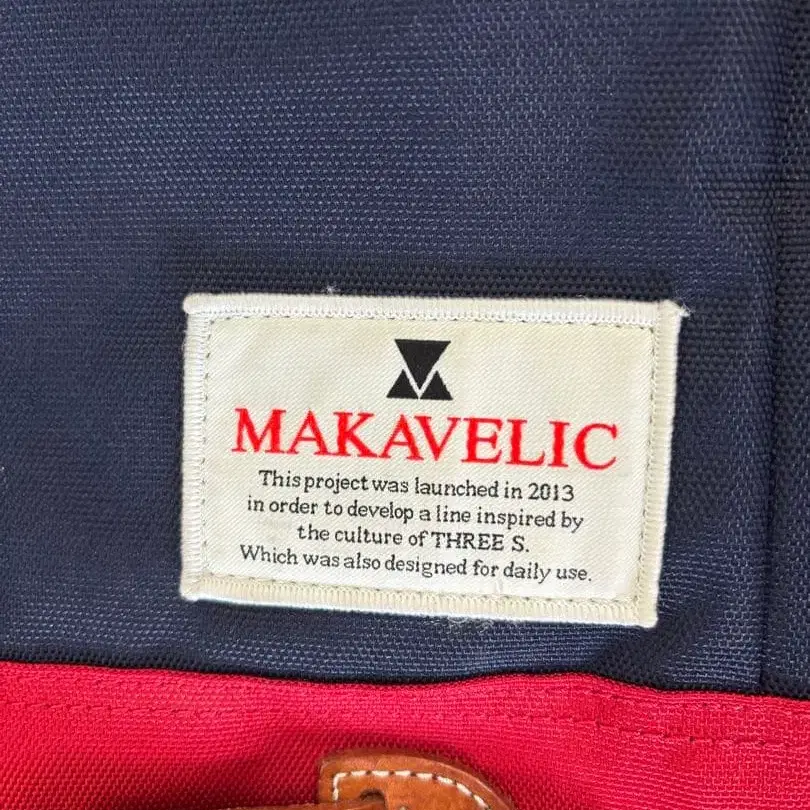 MAKAVELIC
This project was launched in 2013
in order to develop a line inspired by
the culture of THREE S.
Which was also designed for daily use.